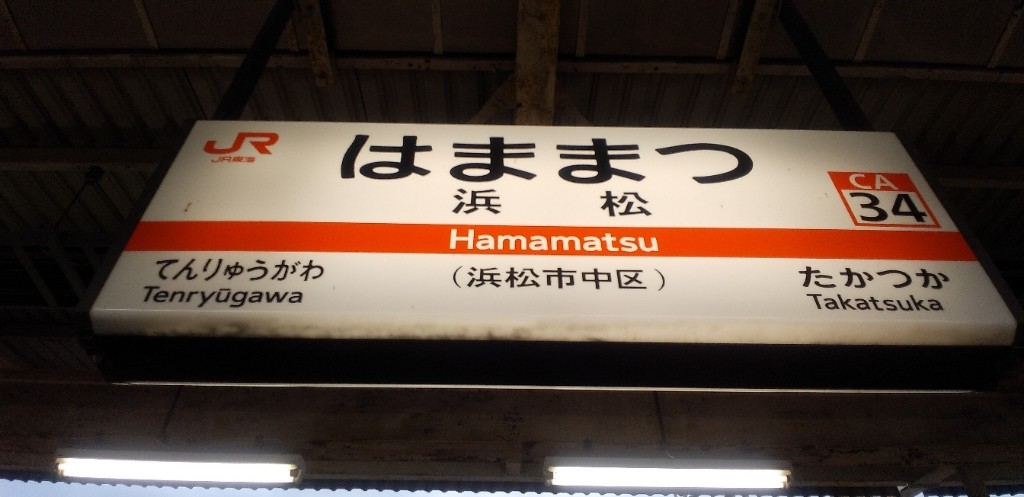 JR
JR東海
はままつ
浜松
CA
34
Hamamatsu
てんりゅうがわ
Tenryūgawa
(浜松市中区)
たかつか
Takatsuka